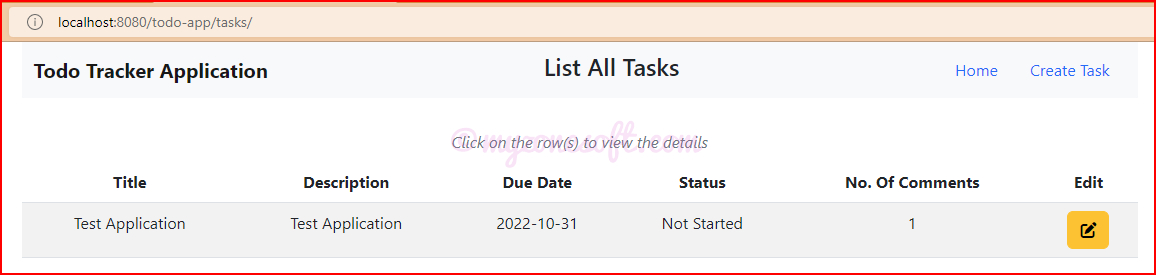 localhost:8080/todo-app/tasks/
Todo Tracker Application List All Tasks Home Create Task
© myzonesoft.com
Click on the row(s) to view the details
Title Description Due Date Status No. Of Comments Edit
Test Application Test Application 2022-10-31 Not Started 1